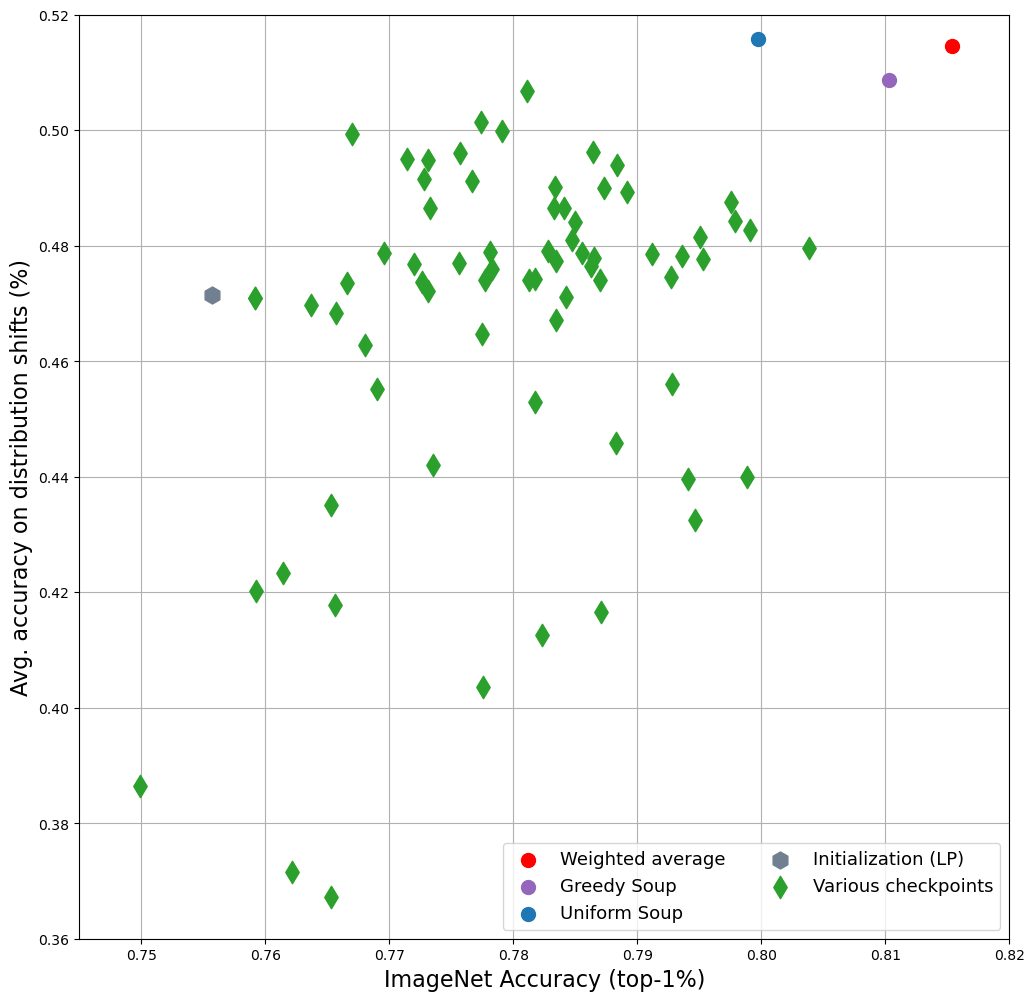 0.52
0.50
0.48
0.46
0.44
0.42
0.40
0.38
0.36
Avg. accuracy on distribution shifts (%)
Weighted average
Greedy Soup
Uniform Soup
Initialization (LP)
Various checkpoints
0.75 0.76 0.77 0.78 0.79 0.80 0.81 0.82
ImageNet Accuracy (top-1%)